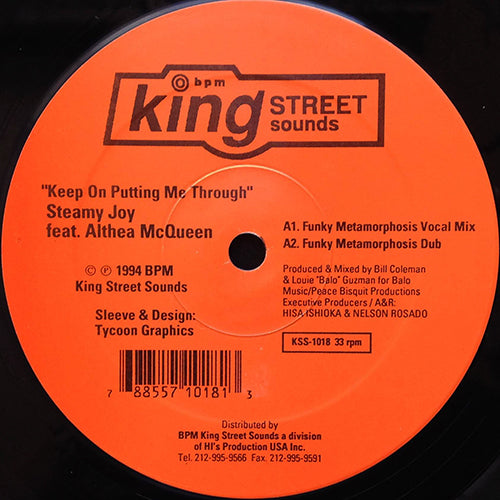 bpm
king STREET
sounds
"Keep On Putting Me Through"
Steamy Joy
feat. Althea McQueen
A1. Funky Metamorphosis Vocal Mix
A2. Funky Metamorphosis Dub
© ℗ 1994 BPM
King Street Sounds
Produced & Mixed by Bill Coleman
& Louie "Balo" Guzman for Balo
Music/Peace Bisquit Productions
Executive Producers / A&R:
HISA ISHIOKA & NELSON ROSADO
Sleeve & Design:
Tycoon Graphics
KSS-1018 33 rpm
7 88557 10181 3
Distributed by
BPM King Street Sounds a division
of HI's Production USA Inc.
Tel. 212-995-9566 Fax. 212-995-9591